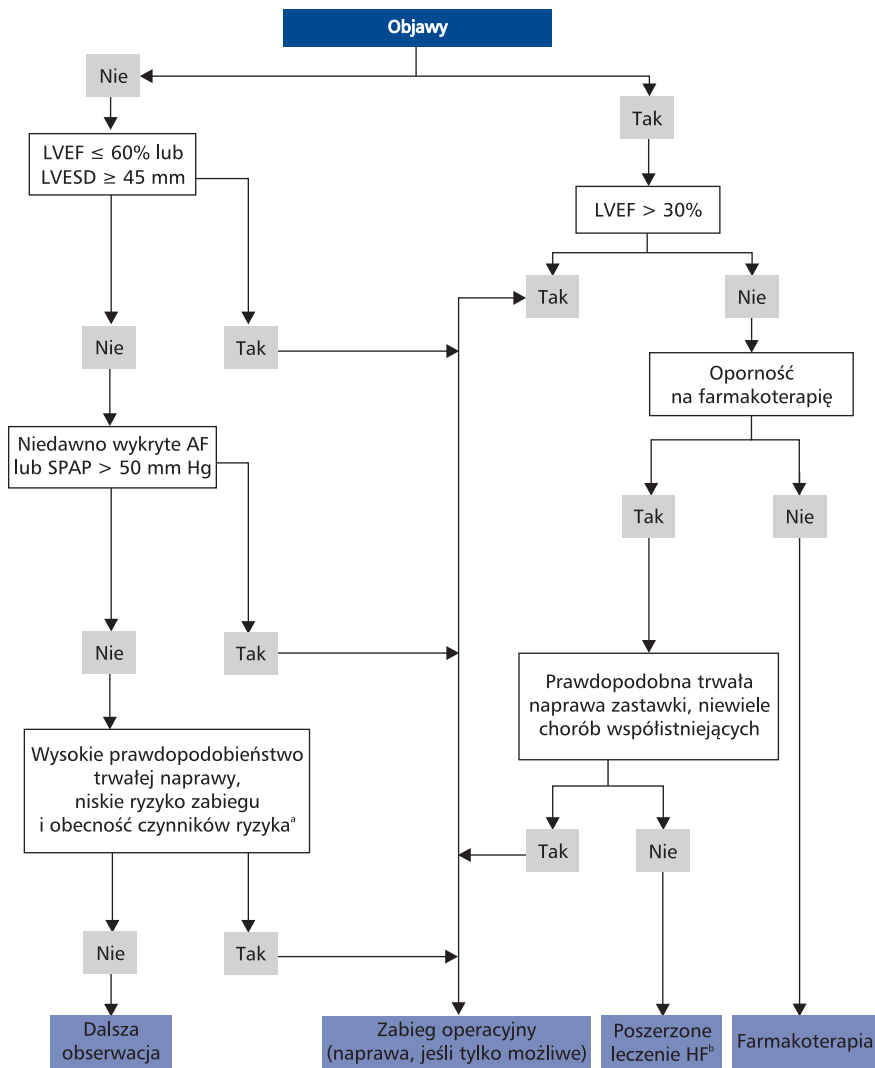 Objawy
Nie
Tak
LVEF ≤ 60% lub
LVESD ≥ 45 mm
LVEF > 30%
Tak
Nie
Nie
Tak
Oporność
na farmakoterapię
Niedawno wykryte AF
lub SPAP > 50 mm Hg
Tak
Nie
Nie
Tak
Prawdopodobna trwała
naprawa zastawki, niewiele
chorób współistniejących
Wysokie prawdopodobieństwo
trwałej naprawy,
niskie ryzyko zabiegu
i obecność czynników ryzykaᵃ
Tak
Nie
Nie
Tak
Dalsza
obserwacja
Zabieg operacyjny
(naprawa, jeśli tylko możliwe)
Poszerzone
leczenie HFᵇ
Farmakoterapia